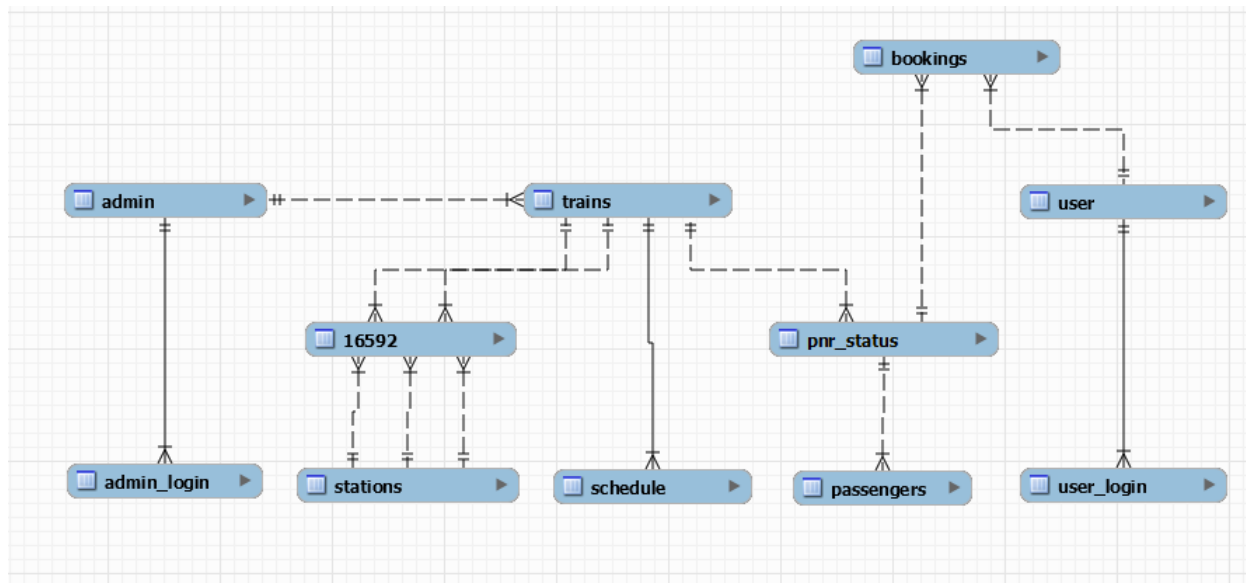 bookings
admin
trains
user
16592
pnr_status
admin_login
stations
schedule
passengers
user_login